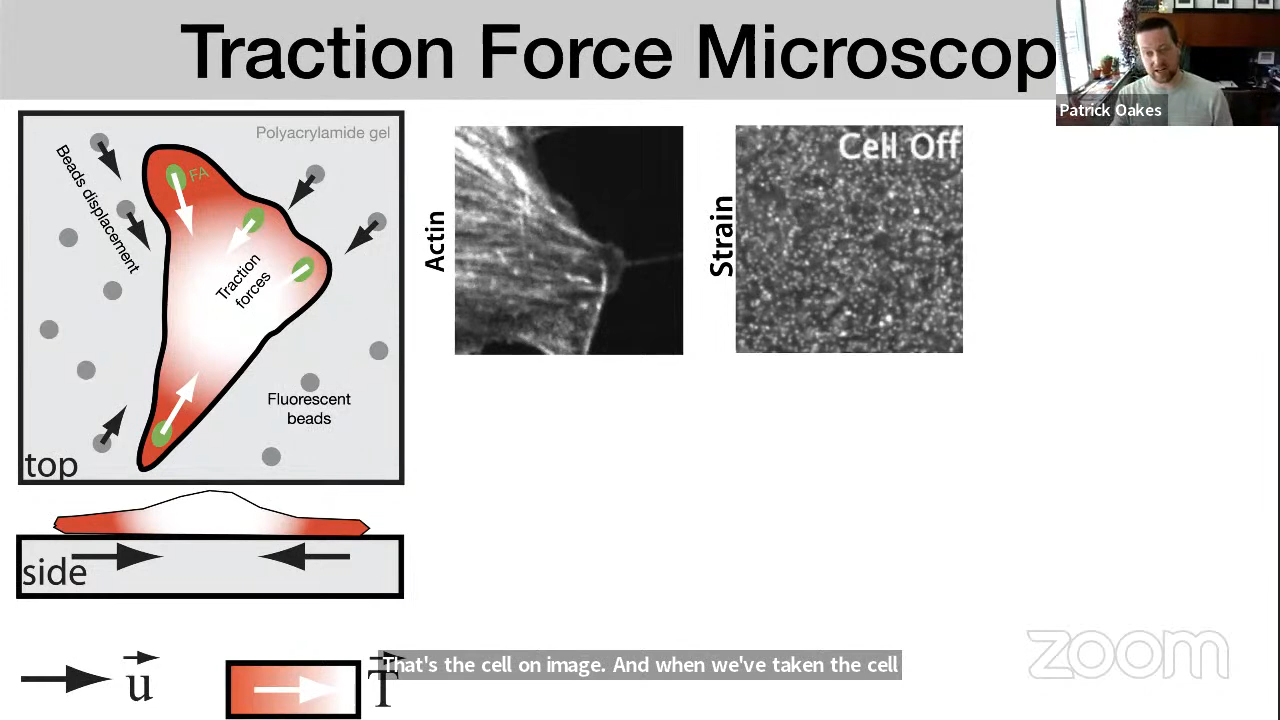 Traction Force Microscop
Patrick Oakes
Polyacrylamide gel
Beads displacement
FA
Traction
forces
Fluorescent
beads
top
Actin
Strain
Cell Off
side
u
T
That's the cell on image. And when we've taken the cell
zoom